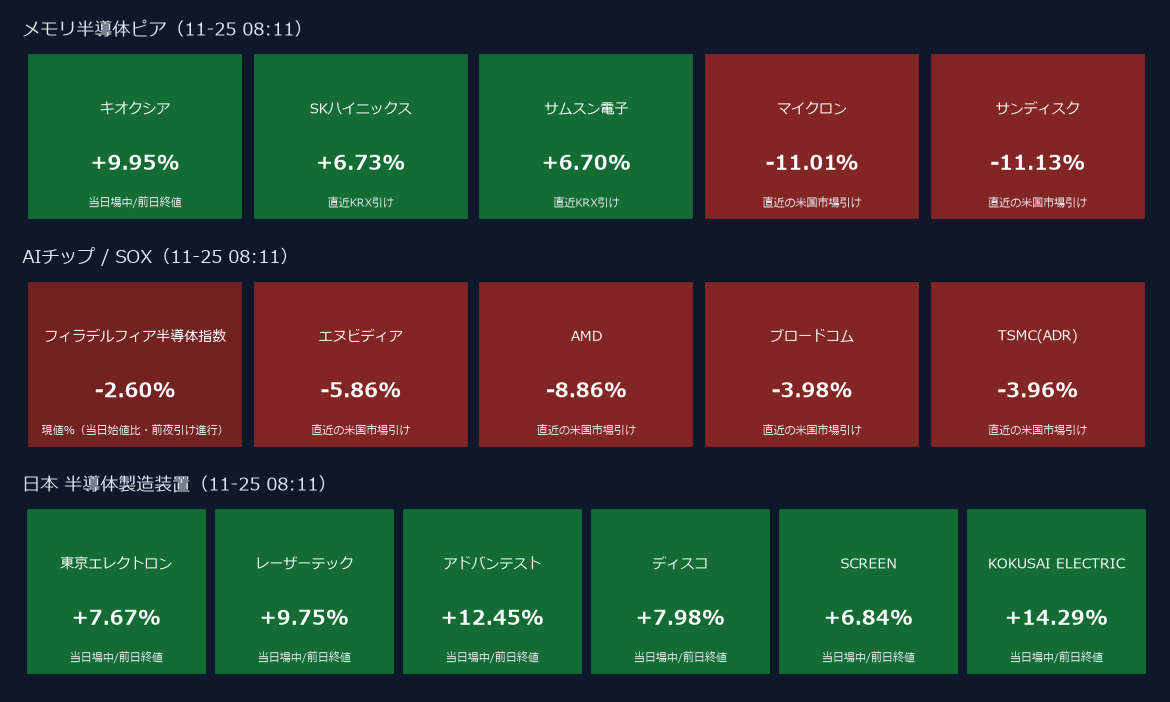 メモリ半導体ピア（11-25 08:11）
キオクシア
+9.95%
当日場中/前日終値
SKハイニックス
+6.73%
直近KRX引け
サムスン電子
+6.70%
直近KRX引け
マイクロン
-11.01%
直近の米国市場引け
サンディスク
-11.13%
直近の米国市場引け
AIチップ / SOX（11-25 08:11）
フィラデルフィア半導体指数
-2.60%
現値%（当日始値比・前夜引け進行）
エヌビディア
-5.86%
直近の米国市場引け
AMD
-8.86%
直近の米国市場引け
ブロードコム
-3.98%
直近の米国市場引け
TSMC(ADR)
-3.96%
直近の米国市場引け
日本 半導体製造装置（11-25 08:11）
東京エレクトロン
+7.67%
当日場中/前日終値
レーザーテック
+9.75%
当日場中/前日終値
アドバンテスト
+12.45%
当日場中/前日終値
ディスコ
+7.98%
当日場中/前日終値
SCREEN
+6.84%
当日場中/前日終値
KOKUSAI ELECTRIC
+14.29%
当日場中/前日終値